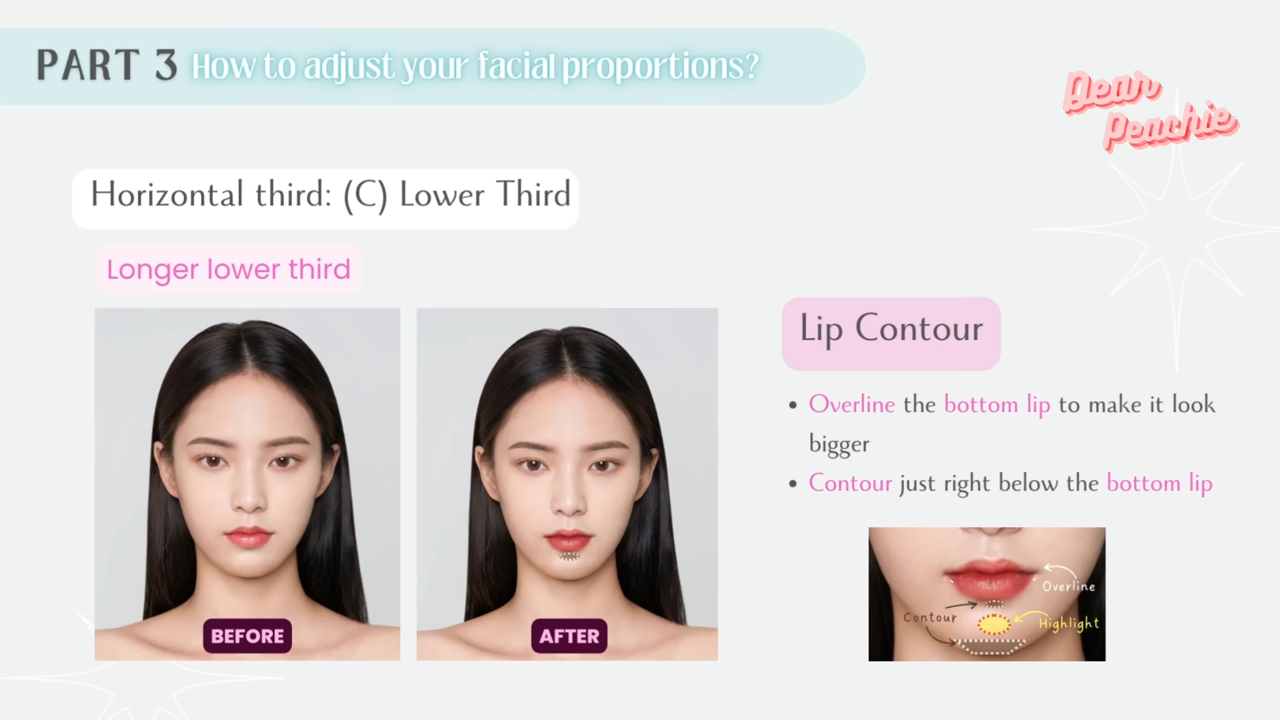 PART 3 How to adjust your facial proportions?
Dear
Peachie
Horizontal third: (C) Lower Third
Longer lower third
BEFORE
AFTER
Lip Contour
• Overline the bottom lip to make it look
bigger
• Contour just right below the bottom lip
Overline
Contour
Highlight